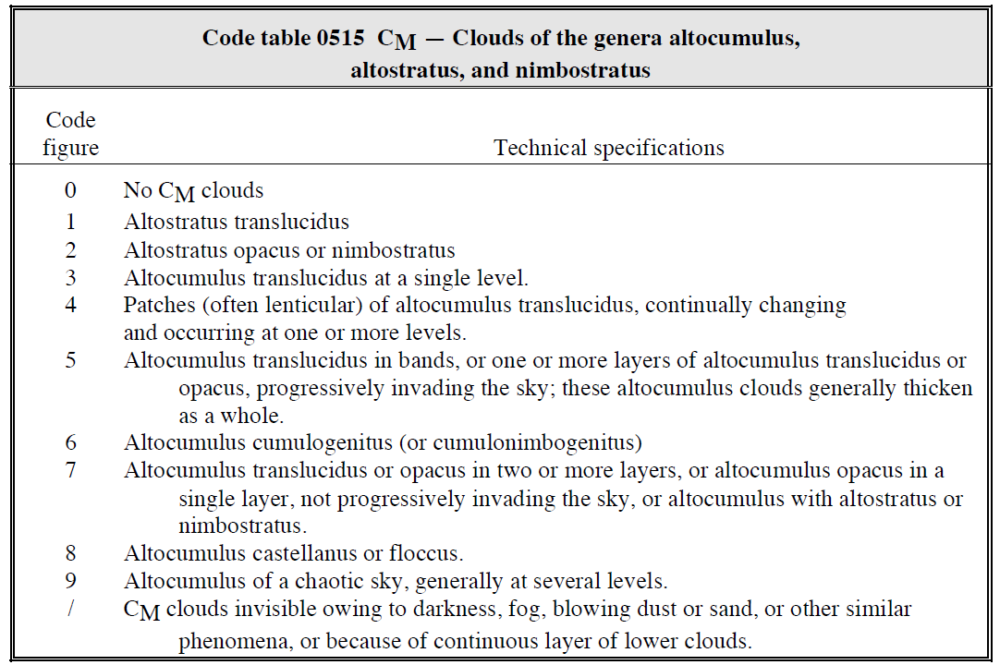 Code table 0515 CM — Clouds of the genera altocumulus,
altostratus, and nimbostratus
Code
figure Technical specifications
0 No CM clouds
1 Altostratus translucidus
2 Altostratus opacus or nimbostratus
3 Altocumulus translucidus at a single level.
4 Patches (often lenticular) of altocumulus translucidus, continually changing
and occurring at one or more levels.
5 Altocumulus translucidus in bands, or one or more layers of altocumulus translucidus or
opacus, progressively invading the sky; these altocumulus clouds generally thicken
as a whole.
6 Altocumulus cumulogenitus (or cumulonimbogenitus)
7 Altocumulus translucidus or opacus in two or more layers, or altocumulus opacus in a
single layer, not progressively invading the sky, or altocumulus with altostratus or
nimbostratus.
8 Altocumulus castellanus or floccus.
9 Altocumulus of a chaotic sky, generally at several levels.
/ CM clouds invisible owing to darkness, fog, blowing dust or sand, or other similar
phenomena, or because of continuous layer of lower clouds.